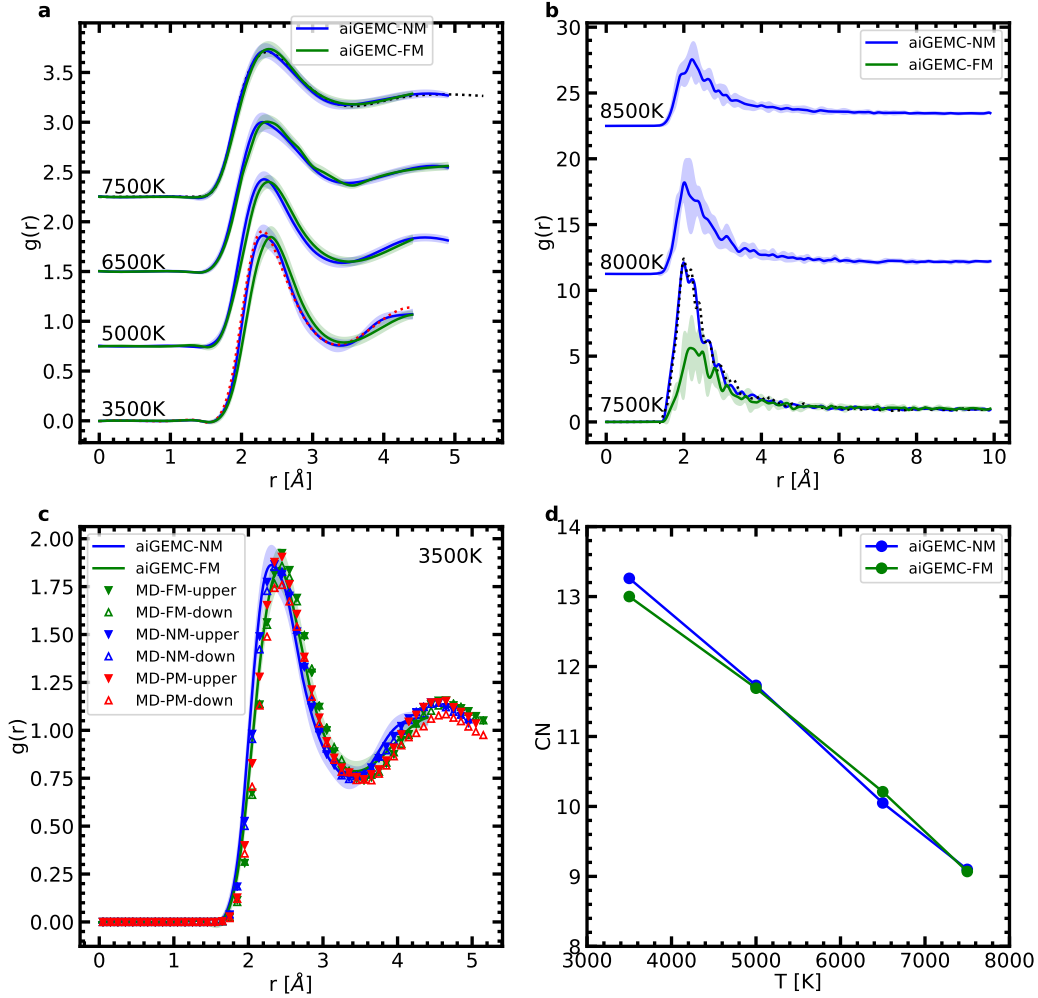 a
aiGEMC-NM
aiGEMC-FM
7500K
6500K
5000K
3500K
0.0
0.5
1.0
1.5
2.0
2.5
3.0
3.5
g(r)
0 1 2 3 4 5
r [Å]
b
aiGEMC-NM
aiGEMC-FM
8500K
8000K
7500K
0
5
10
15
20
25
30
g(r)
0 2 4 6 8 10
r [Å]
c
3500K
aiGEMC-NM
aiGEMC-FM
MD-FM-upper
MD-FM-down
MD-NM-upper
MD-NM-down
MD-PM-upper
MD-PM-down
0.00
0.25
0.50
0.75
1.00
1.25
1.50
1.75
2.00
g(r)
0 1 2 3 4 5
r [Å]
d
aiGEMC-NM
aiGEMC-FM
8
9
10
11
12
13
14
CN
3000 4000 5000 6000 7000 8000
T [K]